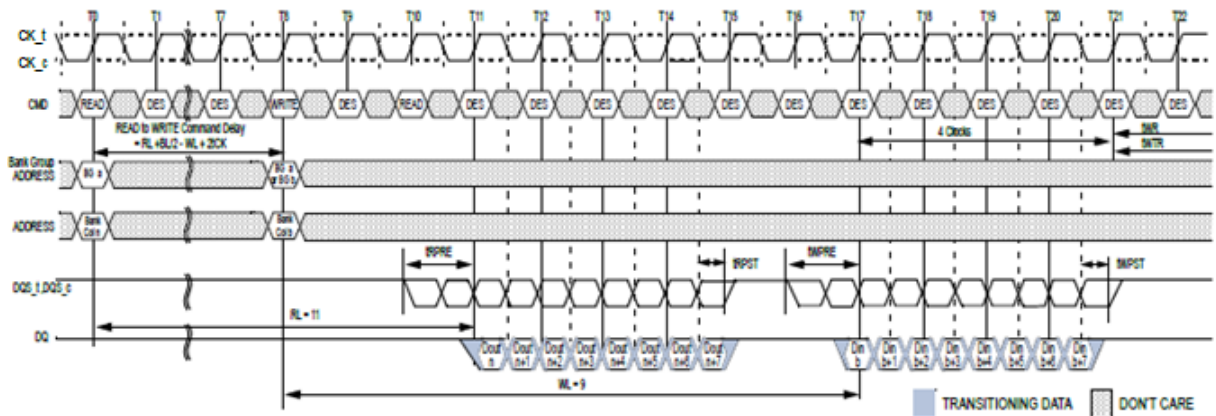 T0 T1 T7 T8 T9 T10 T11 T12 T13 T14 T15 T16 T17 T18 T19 T20 T21 T22
CK_t
CK_c
CMD READ DES DES WRITE DES READ DES DES DES DES DES DES DES DES DES DES DES DES
READ to WRITE Command Delay
= RL +BL/2 - WL + 2tCK
4 Clocks
tWR
tWTR
Bank Group
ADDRESS
BG a
BG a
or BG b
ADDRESS
Bank
Col n
Bank
Col b
tRPRE
tRPST
tWPRE
tWPST
DQS_t,DQS_c
RL = 11
DQ
Dout n Dout n+1 Dout n+2 Dout n+3 Dout n+4 Dout n+5 Dout n+6 Dout n+7
Din b Din b+1 Din b+2 Din b+3 Din b+4 Din b+5 Din b+6 Din b+7
WL = 9
TRANSITIONING DATA
DON'T CARE